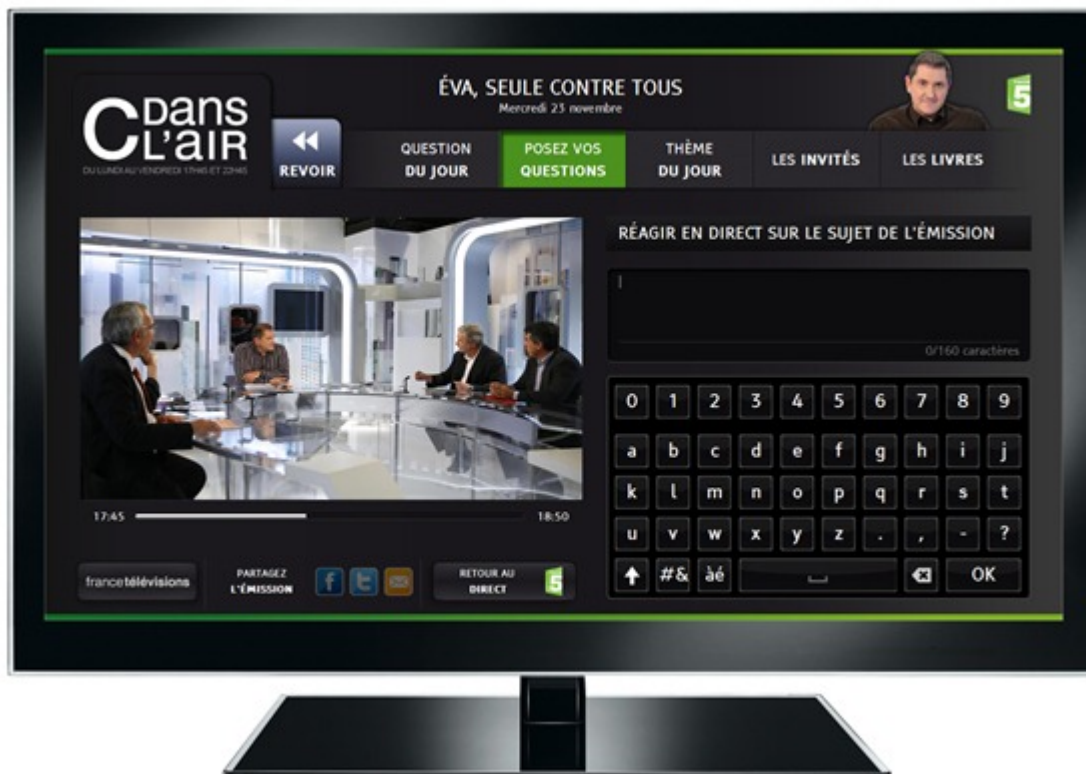 ÉVA, SEULE CONTRE TOUS
Mercredi 23 novembre
C DANS
L'AIR
DU LUNDI AU VENDREDI 17H45 ET 22H45
REVOIR
QUESTION
DU JOUR
POSEZ VOS
QUESTIONS
THÈME
DU JOUR
LES INVITÉS
LES LIVRES
5
RÉAGIR EN DIRECT SUR LE SUJET DE L'ÉMISSION
0/160 caractères
0 1 2 3 4 5 6 7 8 9
a b c d e f g h i j
k l m n o p q r s t
u v w x y z . , - ?
#& àé OK
17:45 18:50
francetélévisions
PARTAGEZ
L'ÉMISSION
f t
RETOUR AU
DIRECT
5